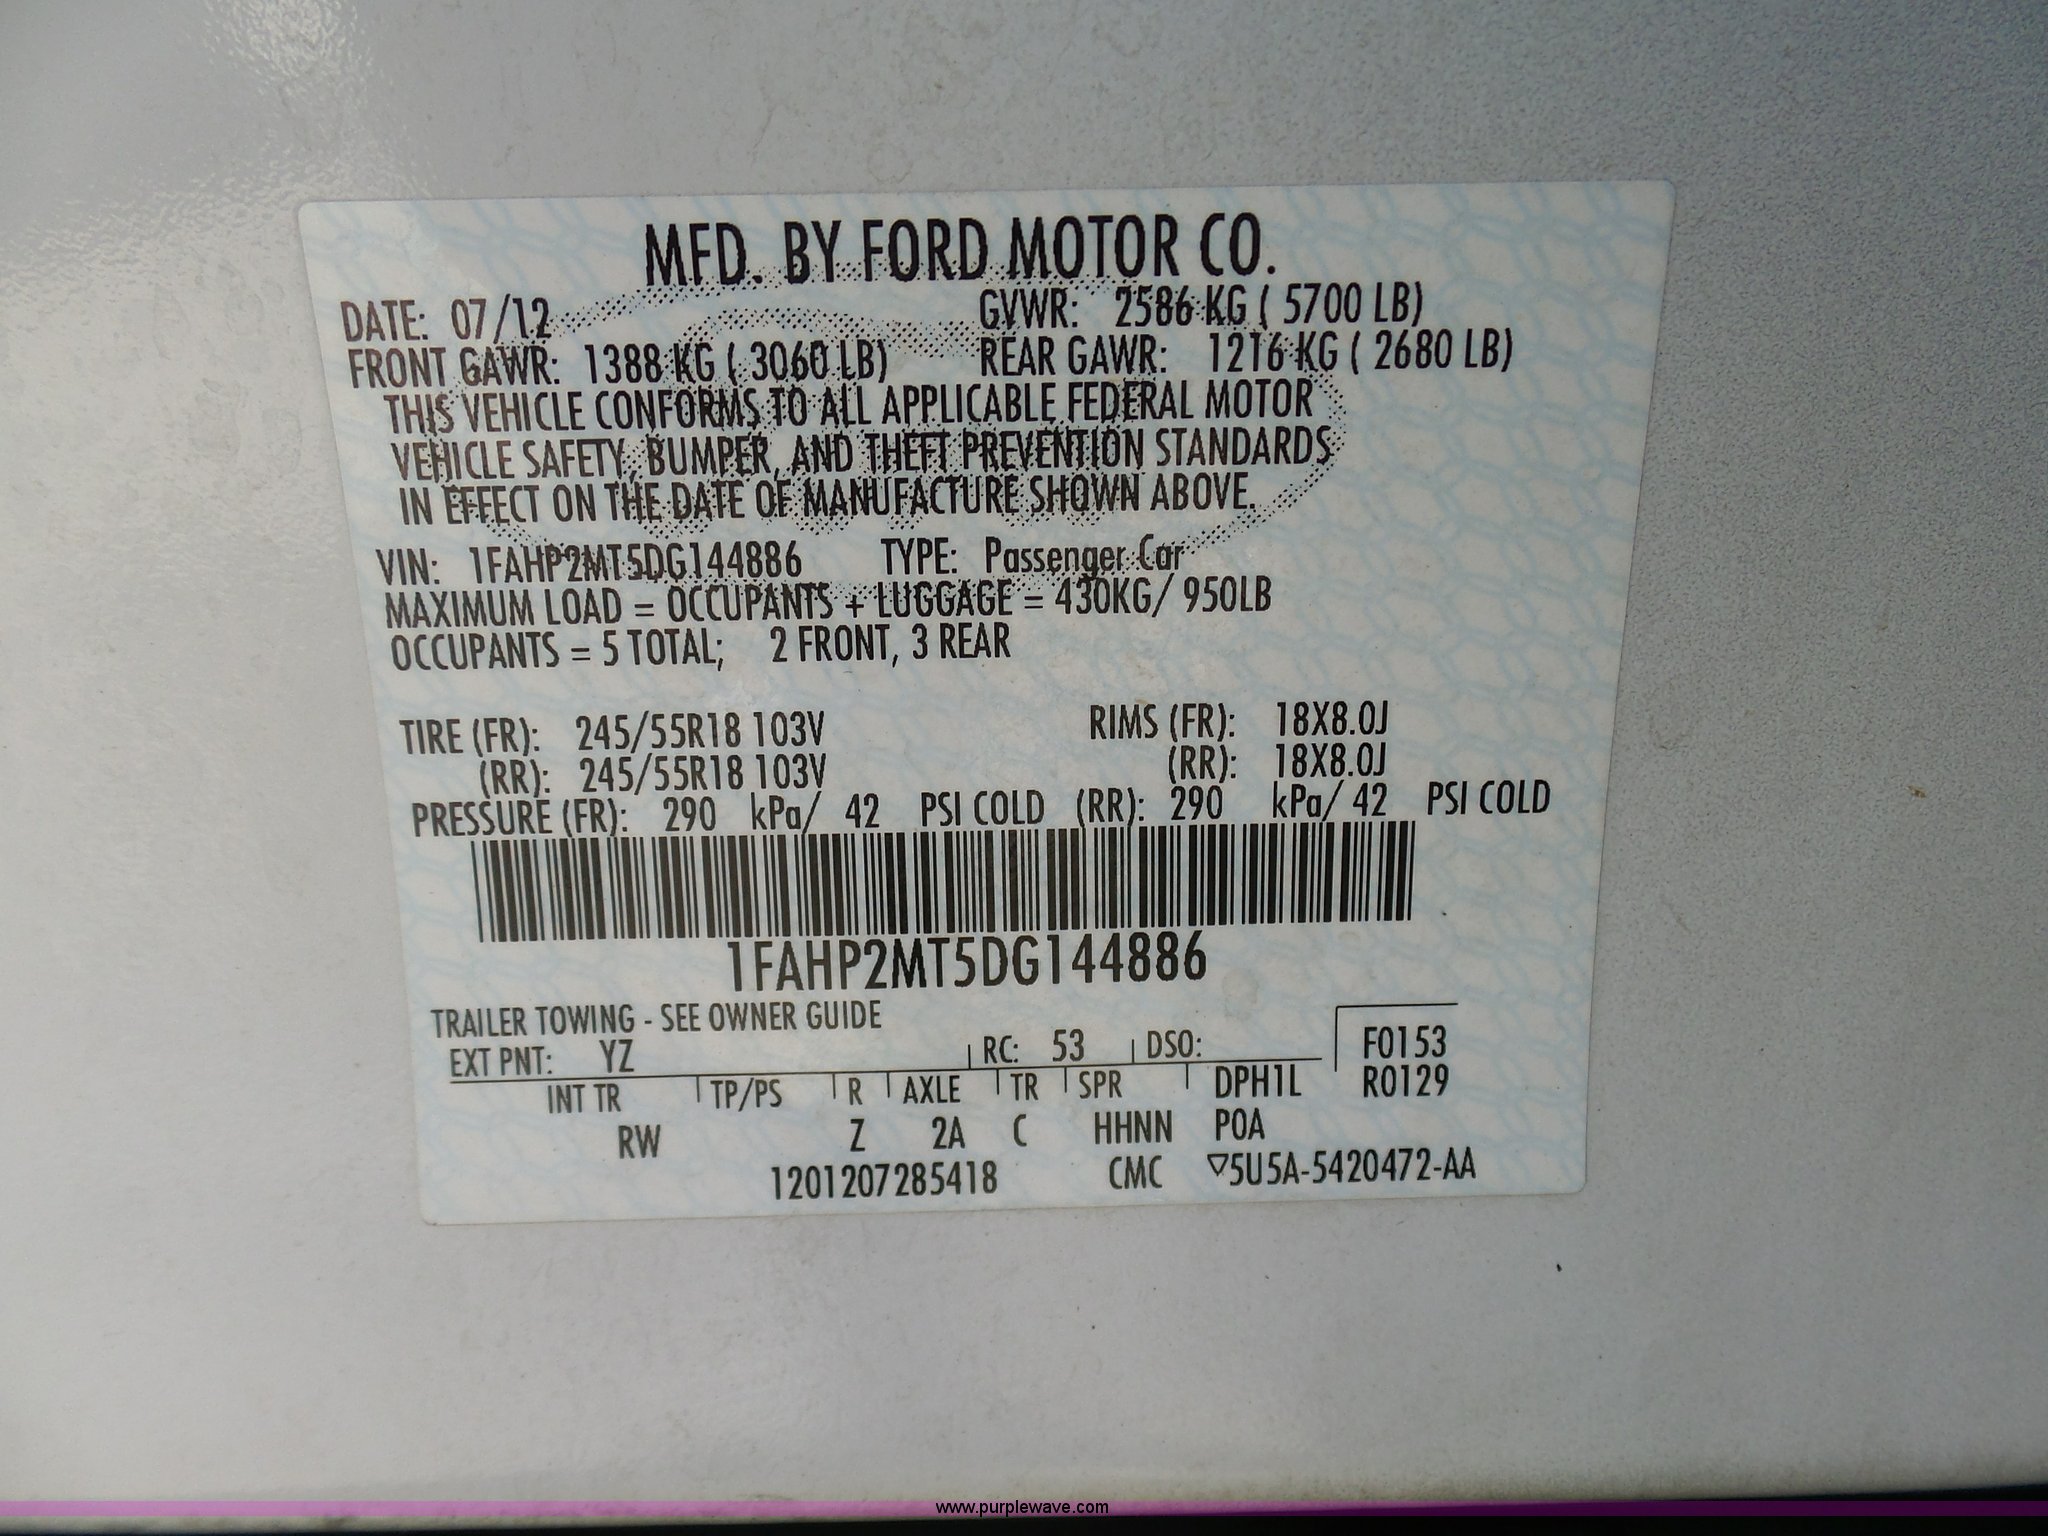 MFD. BY FORD MOTOR CO.
DATE: 07/12 GVWR: 2586 KG ( 5700 LB)
FRONT GAWR: 1388 KG ( 3060 LB) REAR GAWR: 1216 KG ( 2680 LB)
THIS VEHICLE CONFORMS TO ALL APPLICABLE FEDERAL MOTOR
VEHICLE SAFETY, BUMPER, AND THEFT PREVENTION STANDARDS
IN EFFECT ON THE DATE OF MANUFACTURE SHOWN ABOVE.
VIN: 1FAHP2MT5DG144886 TYPE: Passenger Car
MAXIMUM LOAD = OCCUPANTS + LUGGAGE = 430KG/ 950LB
OCCUPANTS = 5 TOTAL; 2 FRONT, 3 REAR
TIRE (FR): 245/55R18 103V RIMS (FR): 18X8.0J
(RR): 245/55R18 103V (RR): 18X8.0J
PRESSURE (FR): 290 kPa/ 42 PSI COLD (RR): 290 kPa/ 42 PSI COLD
1FAHP2MT5DG144886
TRAILER TOWING - SEE OWNER GUIDE
EXT PNT: YZ RC: 53 DSO: F0153
INT TR TP/PS R AXLE TR SPR DPH1L R0129
RW Z 2A C HHNN POA
1201207285418 CMC ▽5U5A-5420472-AA
www.purplewave.com